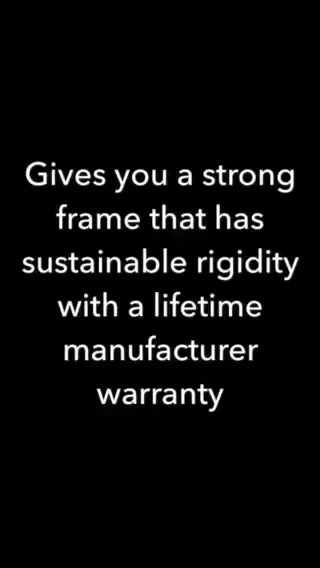 Gives you a strong
frame that has
sustainable rigidity
with a lifetime
manufacturer
warranty